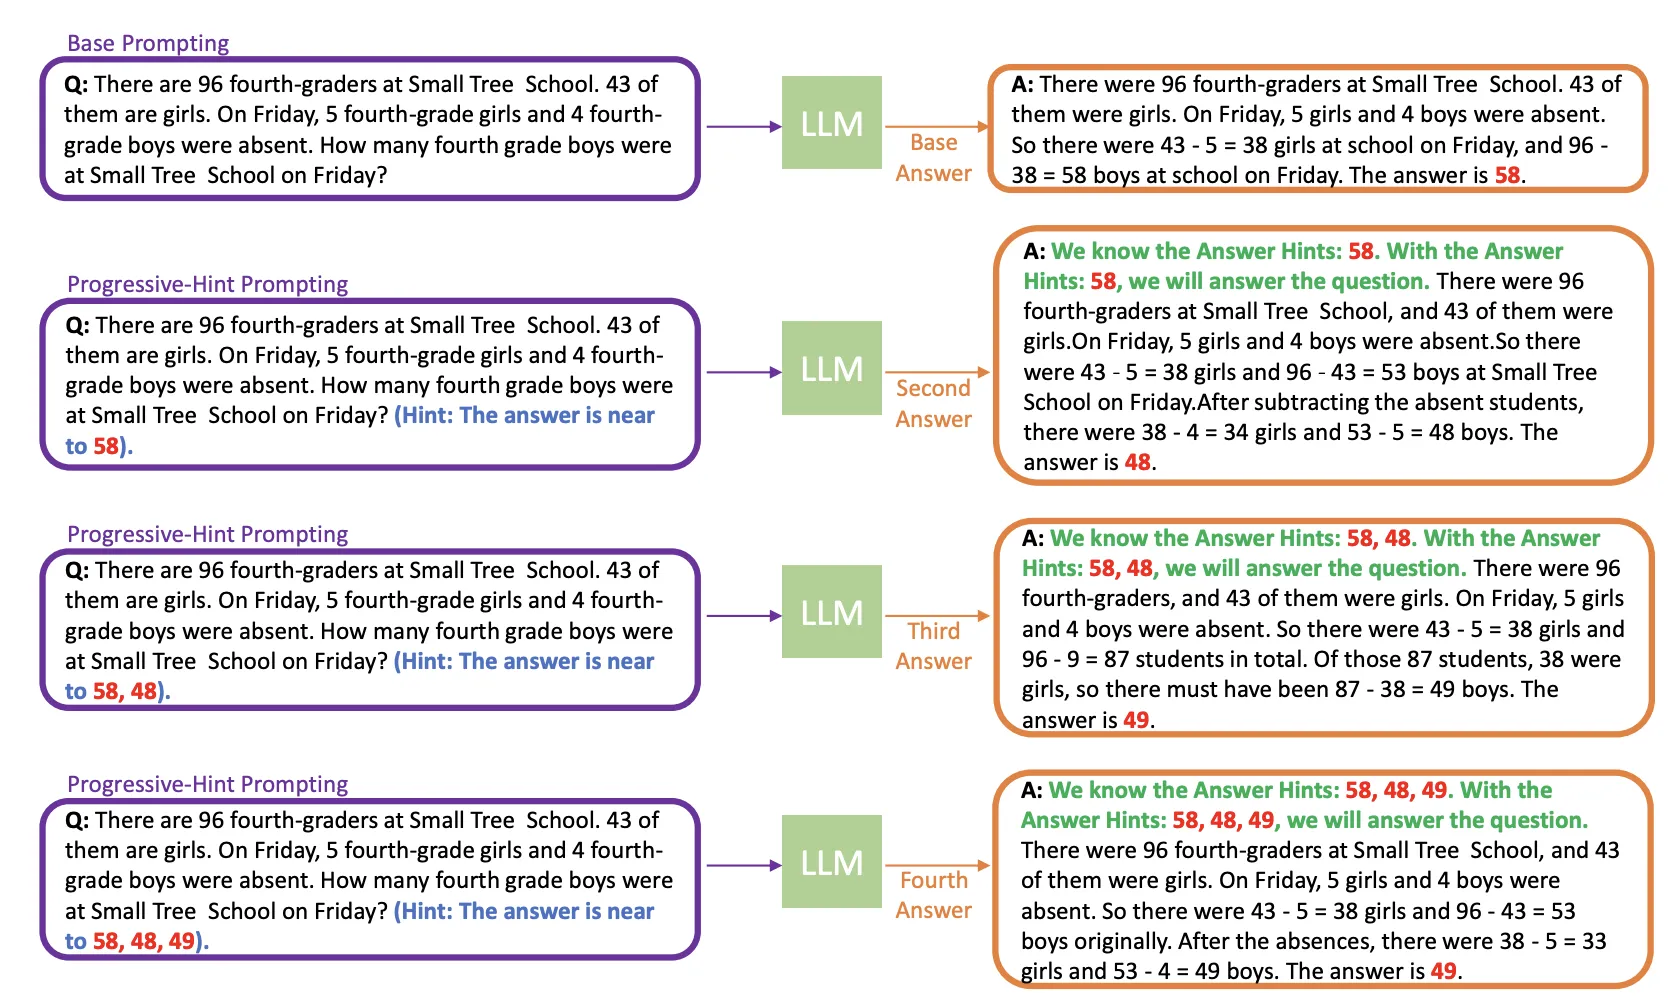 Base Prompting
Q: There are 96 fourth-graders at Small Tree School. 43 of
them are girls. On Friday, 5 fourth-grade girls and 4 fourth-
grade boys were absent. How many fourth grade boys were
at Small Tree School on Friday?
LLM
Base
Answer
A: There were 96 fourth-graders at Small Tree School. 43 of
them were girls. On Friday, 5 girls and 4 boys were absent.
So there were 43 - 5 = 38 girls at school on Friday, and 96 -
38 = 58 boys at school on Friday. The answer is 58.
Progressive-Hint Prompting
Q: There are 96 fourth-graders at Small Tree School. 43 of
them are girls. On Friday, 5 fourth-grade girls and 4 fourth-
grade boys were absent. How many fourth grade boys were
at Small Tree School on Friday? (Hint: The answer is near
to 58).
LLM
Second
Answer
A: We know the Answer Hints: 58. With the Answer
Hints: 58, we will answer the question. There were 96
fourth-graders at Small Tree School, and 43 of them were
girls.On Friday, 5 girls and 4 boys were absent.So there
were 43 - 5 = 38 girls and 96 - 43 = 53 boys at Small Tree
School on Friday.After subtracting the absent students,
there were 38 - 4 = 34 girls and 53 - 5 = 48 boys. The
answer is 48.
Progressive-Hint Prompting
Q: There are 96 fourth-graders at Small Tree School. 43 of
them are girls. On Friday, 5 fourth-grade girls and 4 fourth-
grade boys were absent. How many fourth grade boys were
at Small Tree School on Friday? (Hint: The answer is near
to 58, 48).
LLM
Third
Answer
A: We know the Answer Hints: 58, 48. With the Answer
Hints: 58, 48, we will answer the question. There were 96
fourth-graders, and 43 of them were girls. On Friday, 5 girls
and 4 boys were absent. So there were 43 - 5 = 38 girls and
96 - 9 = 87 students in total. Of those 87 students, 38 were
girls, so there must have been 87 - 38 = 49 boys. The
answer is 49.
Progressive-Hint Prompting
Q: There are 96 fourth-graders at Small Tree School. 43 of
them are girls. On Friday, 5 fourth-grade girls and 4 fourth-
grade boys were absent. How many fourth grade boys were
at Small Tree School on Friday? (Hint: The answer is near
to 58, 48, 49).
LLM
Fourth
Answer
A: We know the Answer Hints: 58, 48, 49. With the
Answer Hints: 58, 48, 49, we will answer the question.
There were 96 fourth-graders at Small Tree School, and 43
of them were girls. On Friday, 5 girls and 4 boys were
absent. So there were 43 - 5 = 38 girls and 96 - 43 = 53
boys originally. After the absences, there were 38 - 5 = 33
girls and 53 - 4 = 49 boys. The answer is 49.